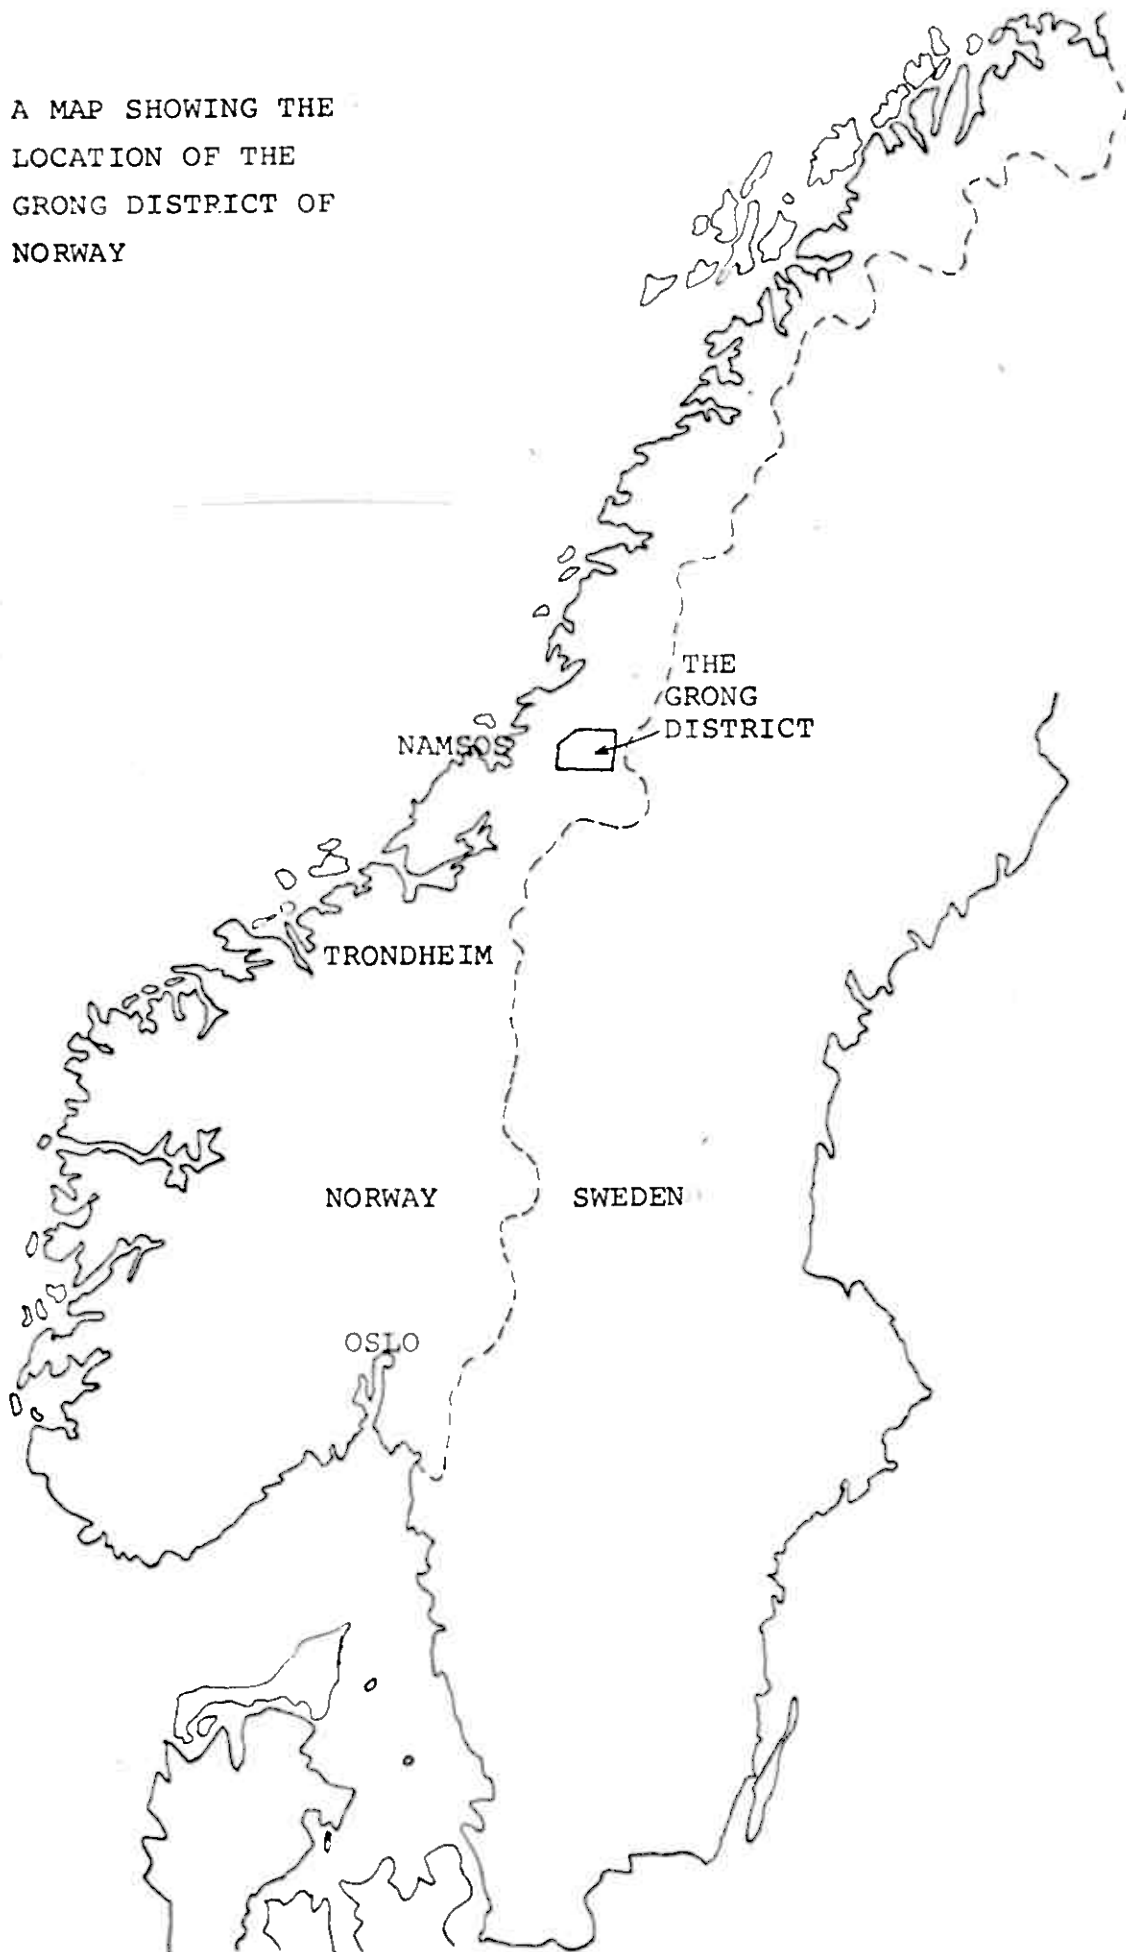 A MAP SHOWING THE
LOCATION OF THE
GRONG DISTRICT OF
NORWAY
THE
GRONG
DISTRICT
NAMSOS
TRONDHEIM
NORWAY
SWEDEN
OSLO